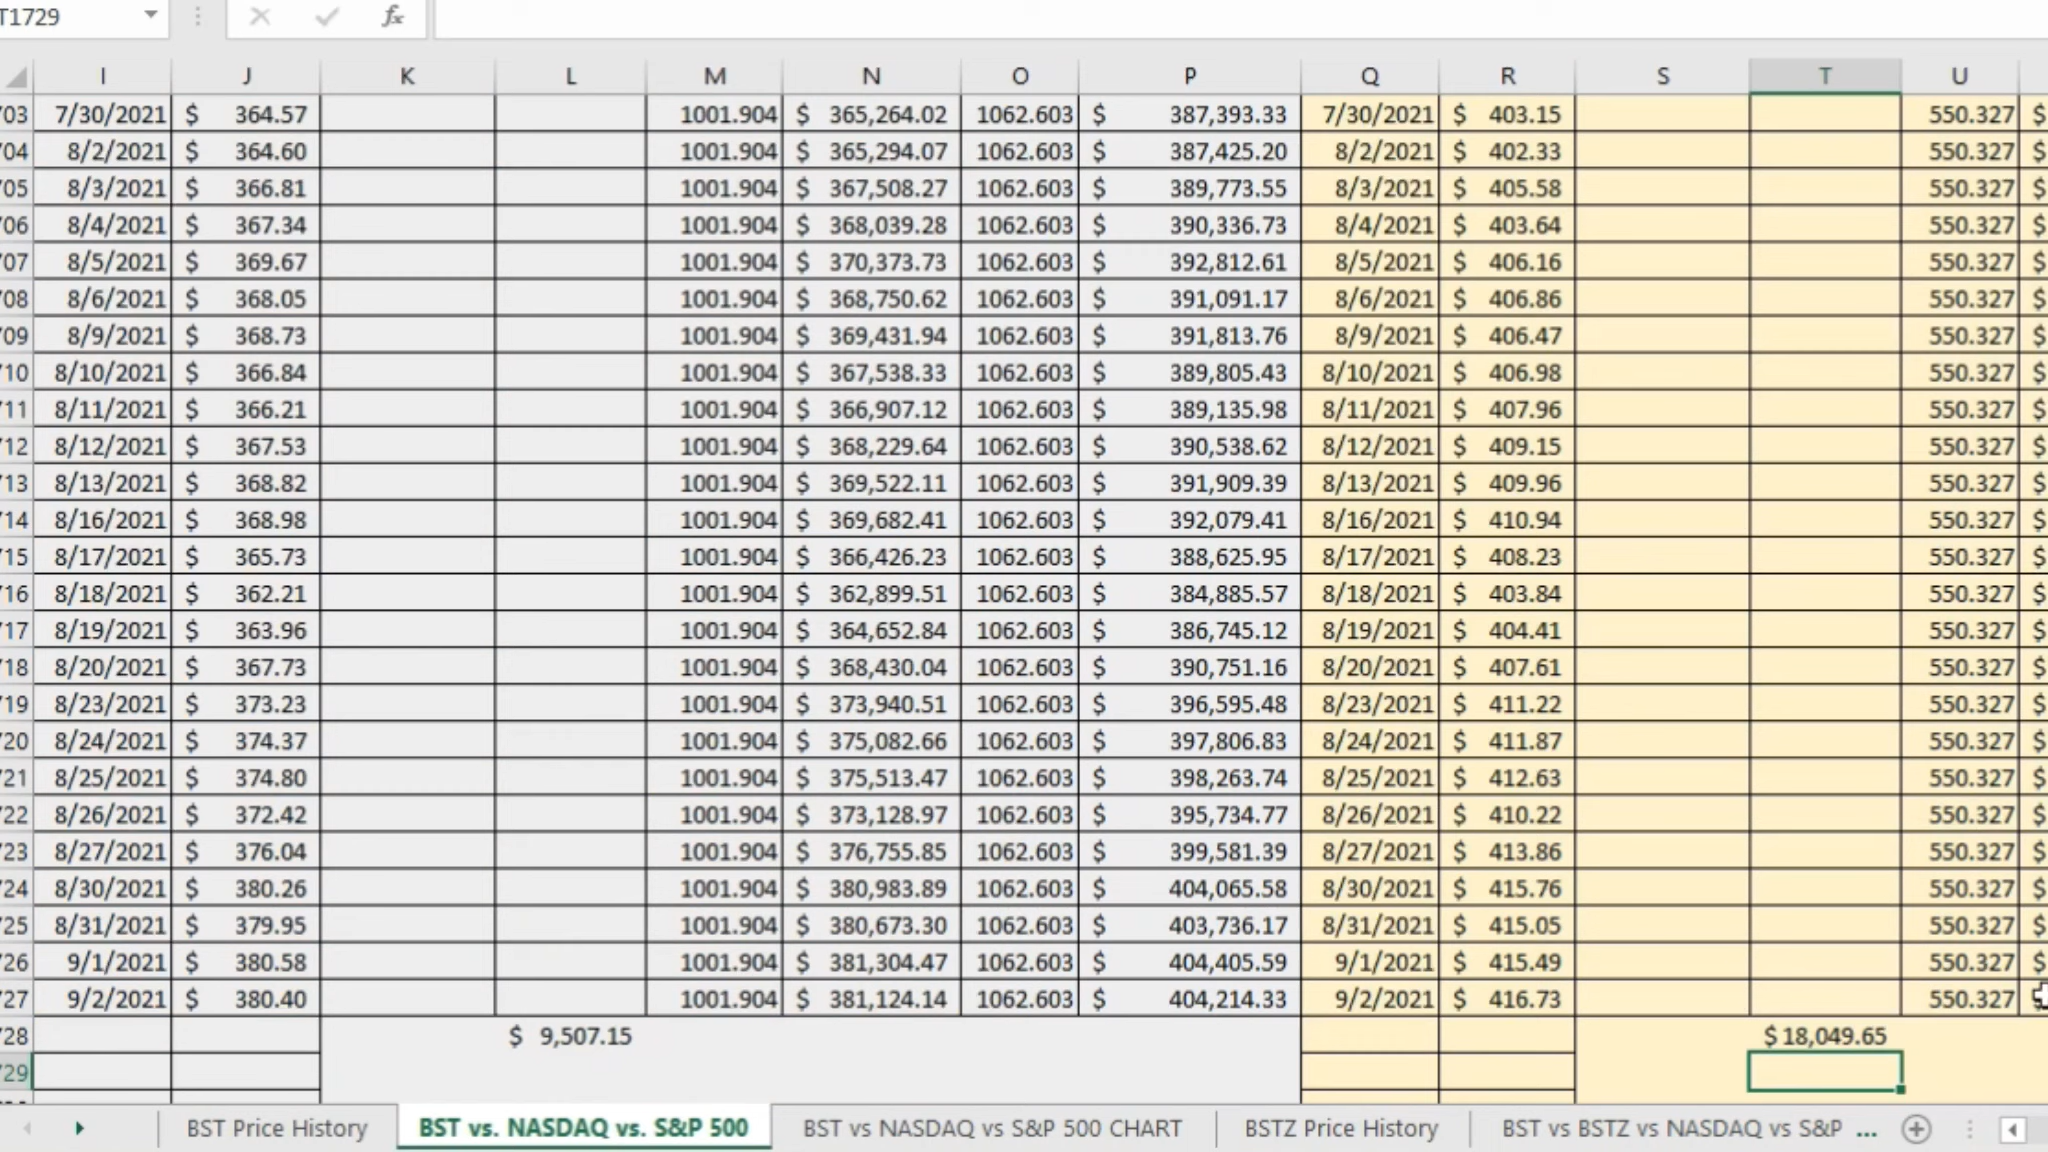 T1729 fx
I J K L M N O P Q R S T U
703 7/30/2021 $ 364.57 1001.904 $ 365,264.02 1062.603 $ 387,393.33 7/30/2021 $ 403.15 550.327 $
704 8/2/2021 $ 364.60 1001.904 $ 365,294.07 1062.603 $ 387,425.20 8/2/2021 $ 402.33 550.327 $
705 8/3/2021 $ 366.81 1001.904 $ 367,508.27 1062.603 $ 389,773.55 8/3/2021 $ 405.58 550.327 $
706 8/4/2021 $ 367.34 1001.904 $ 368,039.28 1062.603 $ 390,336.73 8/4/2021 $ 403.64 550.327 $
707 8/5/2021 $ 369.67 1001.904 $ 370,373.73 1062.603 $ 392,812.61 8/5/2021 $ 406.16 550.327 $
708 8/6/2021 $ 368.05 1001.904 $ 368,750.62 1062.603 $ 391,091.17 8/6/2021 $ 406.86 550.327 $
709 8/9/2021 $ 368.73 1001.904 $ 369,431.94 1062.603 $ 391,813.76 8/9/2021 $ 406.47 550.327 $
710 8/10/2021 $ 366.84 1001.904 $ 367,538.33 1062.603 $ 389,805.43 8/10/2021 $ 406.98 550.327 $
711 8/11/2021 $ 366.21 1001.904 $ 366,907.12 1062.603 $ 389,135.98 8/11/2021 $ 407.96 550.327 $
712 8/12/2021 $ 367.53 1001.904 $ 368,229.64 1062.603 $ 390,538.62 8/12/2021 $ 409.15 550.327 $
713 8/13/2021 $ 368.82 1001.904 $ 369,522.11 1062.603 $ 391,909.39 8/13/2021 $ 409.96 550.327 $
714 8/16/2021 $ 368.98 1001.904 $ 369,682.41 1062.603 $ 392,079.41 8/16/2021 $ 410.94 550.327 $
715 8/17/2021 $ 365.73 1001.904 $ 366,426.23 1062.603 $ 388,625.95 8/17/2021 $ 408.23 550.327 $
716 8/18/2021 $ 362.21 1001.904 $ 362,899.51 1062.603 $ 384,885.57 8/18/2021 $ 403.84 550.327 $
717 8/19/2021 $ 363.96 1001.904 $ 364,652.84 1062.603 $ 386,745.12 8/19/2021 $ 404.41 550.327 $
718 8/20/2021 $ 367.73 1001.904 $ 368,430.04 1062.603 $ 390,751.16 8/20/2021 $ 407.61 550.327 $
719 8/23/2021 $ 373.23 1001.904 $ 373,940.51 1062.603 $ 396,595.48 8/23/2021 $ 411.22 550.327 $
720 8/24/2021 $ 374.37 1001.904 $ 375,082.66 1062.603 $ 397,806.83 8/24/2021 $ 411.87 550.327 $
721 8/25/2021 $ 374.80 1001.904 $ 375,513.47 1062.603 $ 398,263.74 8/25/2021 $ 412.63 550.327 $
722 8/26/2021 $ 372.42 1001.904 $ 373,128.97 1062.603 $ 395,734.77 8/26/2021 $ 410.22 550.327 $
723 8/27/2021 $ 376.04 1001.904 $ 376,755.85 1062.603 $ 399,581.39 8/27/2021 $ 413.86 550.327 $
724 8/30/2021 $ 380.26 1001.904 $ 380,983.89 1062.603 $ 404,065.58 8/30/2021 $ 415.76 550.327 $
725 8/31/2021 $ 379.95 1001.904 $ 380,673.30 1062.603 $ 403,736.17 8/31/2021 $ 415.05 550.327 $
726 9/1/2021 $ 380.58 1001.904 $ 381,304.47 1062.603 $ 404,405.59 9/1/2021 $ 415.49 550.327 $
727 9/2/2021 $ 380.40 1001.904 $ 381,124.14 1062.603 $ 404,214.33 9/2/2021 $ 416.73 550.327
728 $ 9,507.15 $ 18,049.65
729
BST Price History BST vs. NASDAQ vs. S&P 500 BST vs NASDAQ vs S&P 500 CHART BSTZ Price History BST vs BSTZ vs NASDAQ vs S&P ...